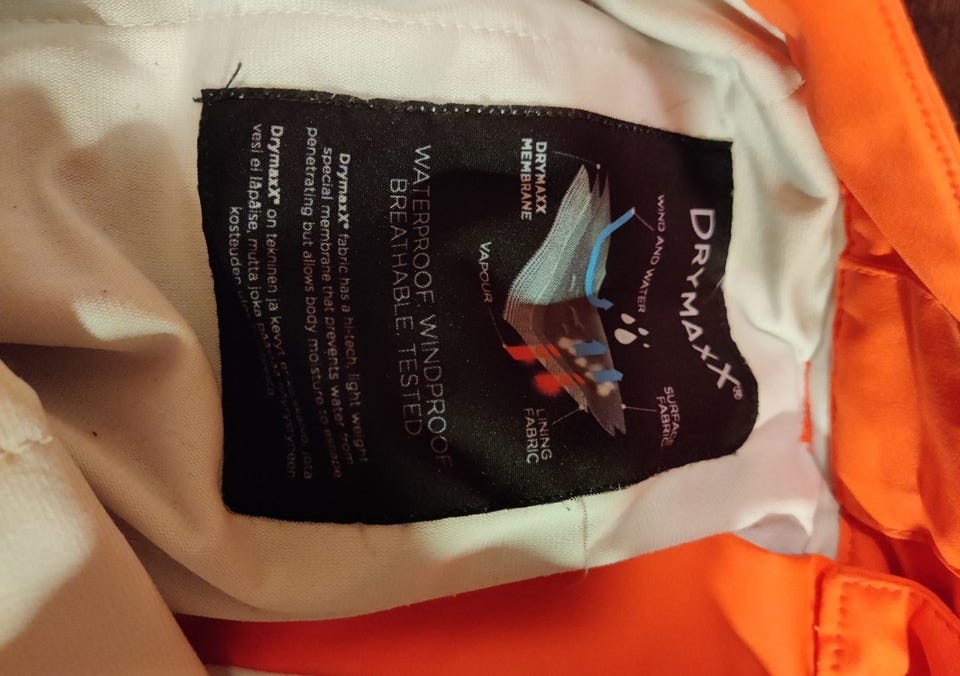 DRYMAXX®
WIND AND WATER
SURFACE
FABRIC
DRYMAXX
MEMBRANE
VAPOUR
LINING
FABRIC
WATERPROOF WINDPROOF
BREATHABLE TESTED
DrymaxX® fabric has a hi-tech, light weight
special membrane that prevents water from
penetrating but allows body moisture to
DrymaxX® on tekninen ja kevyt
vesi ei läpäise, mutta joka
kosteuden